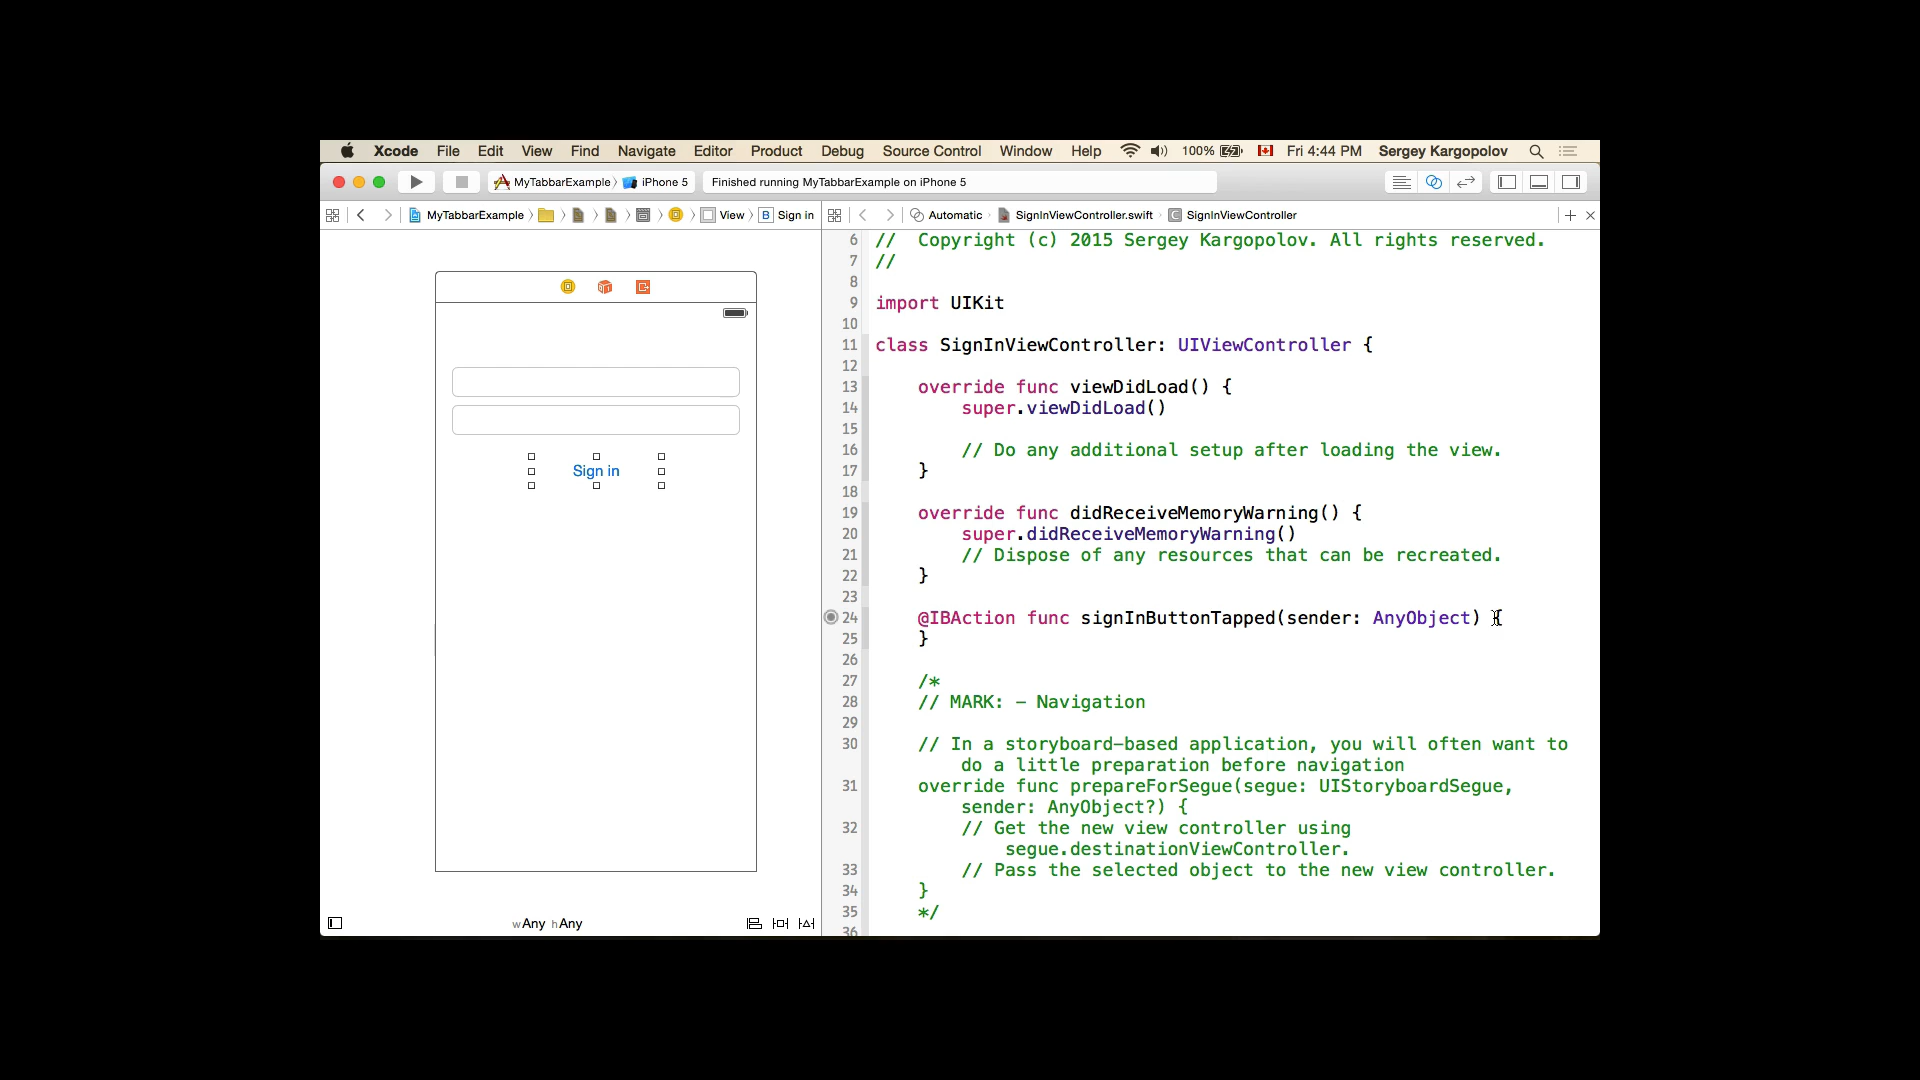 Xcode File Edit View Find Navigate Editor Product Debug Source Control Window Help 100% Fri 4:44 PM Sergey Kargopolov
MyTabbarExample iPhone 5 Finished running MyTabbarExample on iPhone 5
MyTabbarExample View B Sign in Automatic SignInViewController.swift C SignInViewController
Sign in
wAny hAny
6 //  Copyright (c) 2015 Sergey Kargopolov. All rights reserved.
7 //
8
9 import UIKit
10
11 class SignInViewController: UIViewController {
12
13 override func viewDidLoad() {
14 super.viewDidLoad()
15
16 // Do any additional setup after loading the view.
17 }
18
19 override func didReceiveMemoryWarning() {
20 super.didReceiveMemoryWarning()
21 // Dispose of any resources that can be recreated.
22 }
23
24 @IBAction func signInButtonTapped(sender: AnyObject) {
25 }
26
27 /*
28 // MARK: - Navigation
29
30 // In a storyboard-based application, you will often want to
do a little preparation before navigation
31 override func prepareForSegue(segue: UIStoryboardSegue,
sender: AnyObject?) {
32 // Get the new view controller using
segue.destinationViewController.
33 // Pass the selected object to the new view controller.
34 }
35 */
36